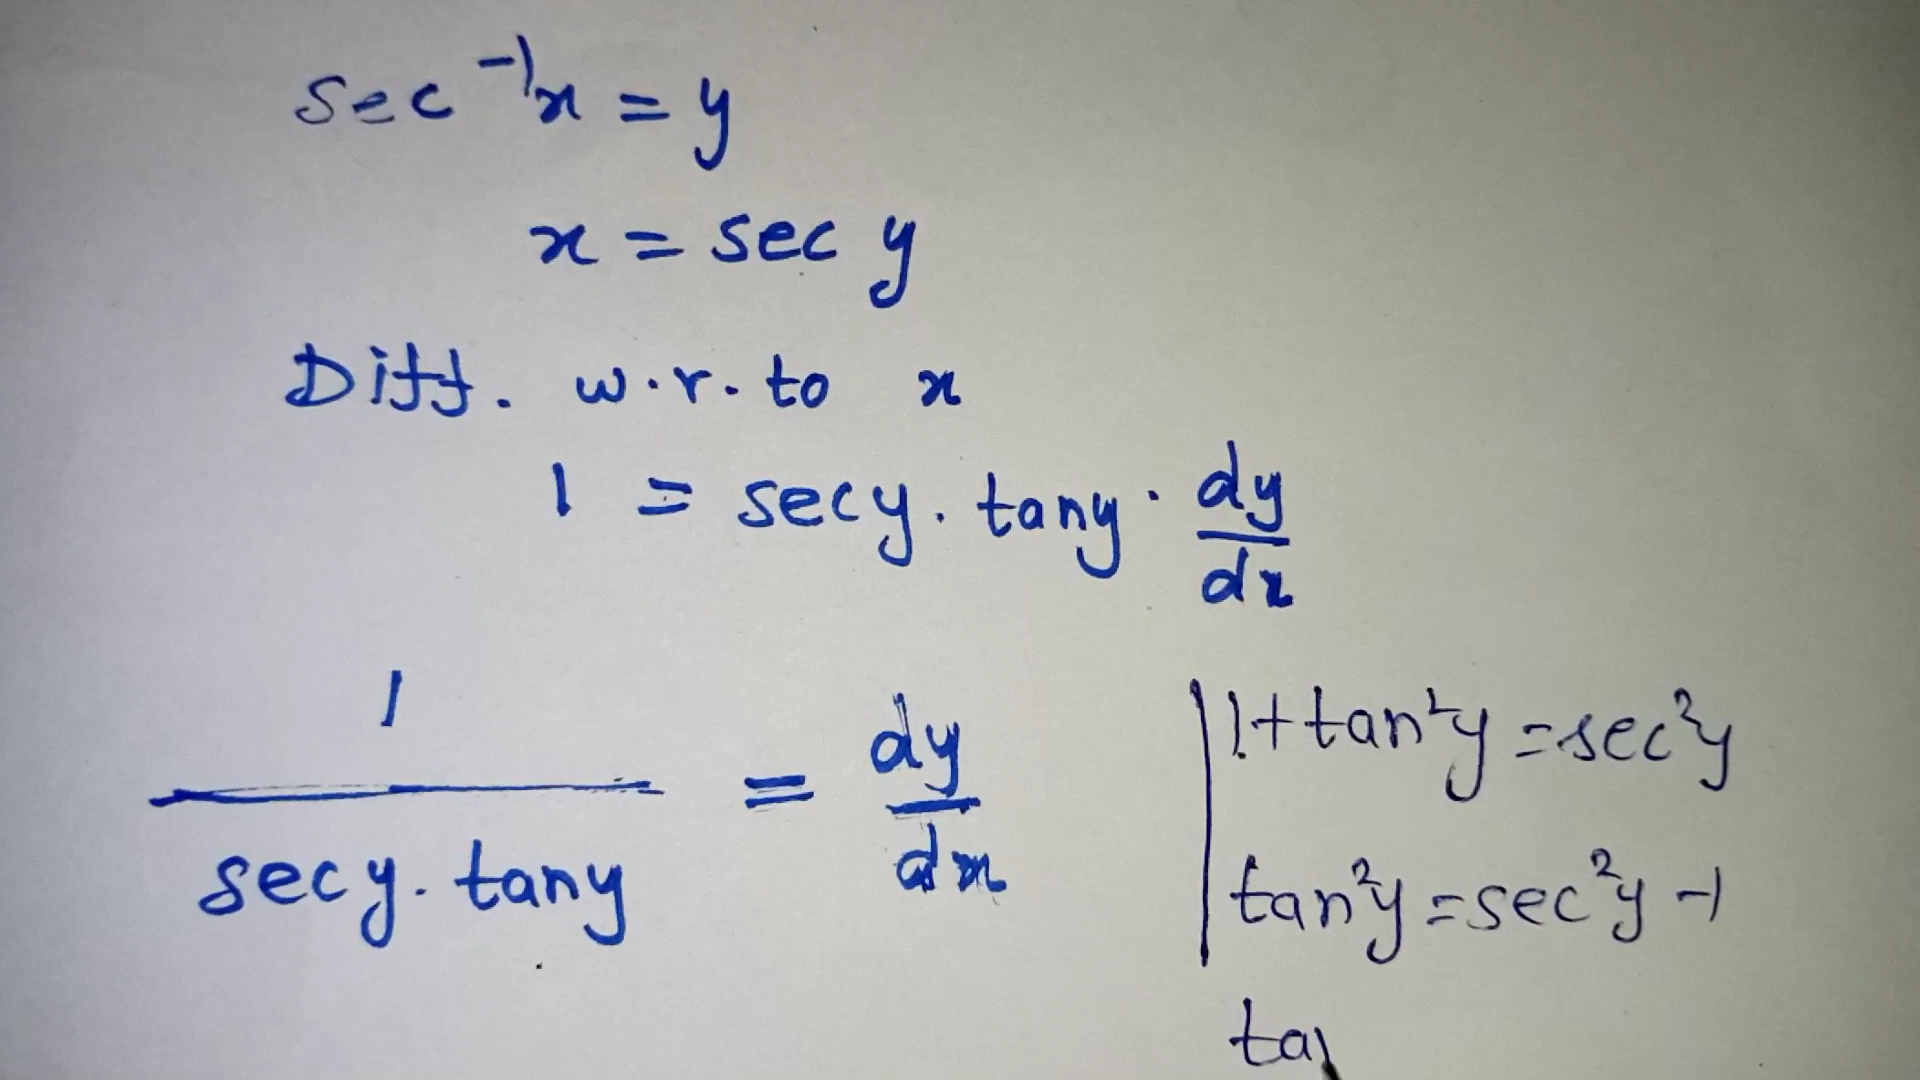 sec⁻¹x = y
x = sec y
Diff. w.r. to x
1 = secy. tany. dy/dx
1/secy. tany = dy/dx
1+tan²y = sec²y
tan²y = sec²y -1
tan